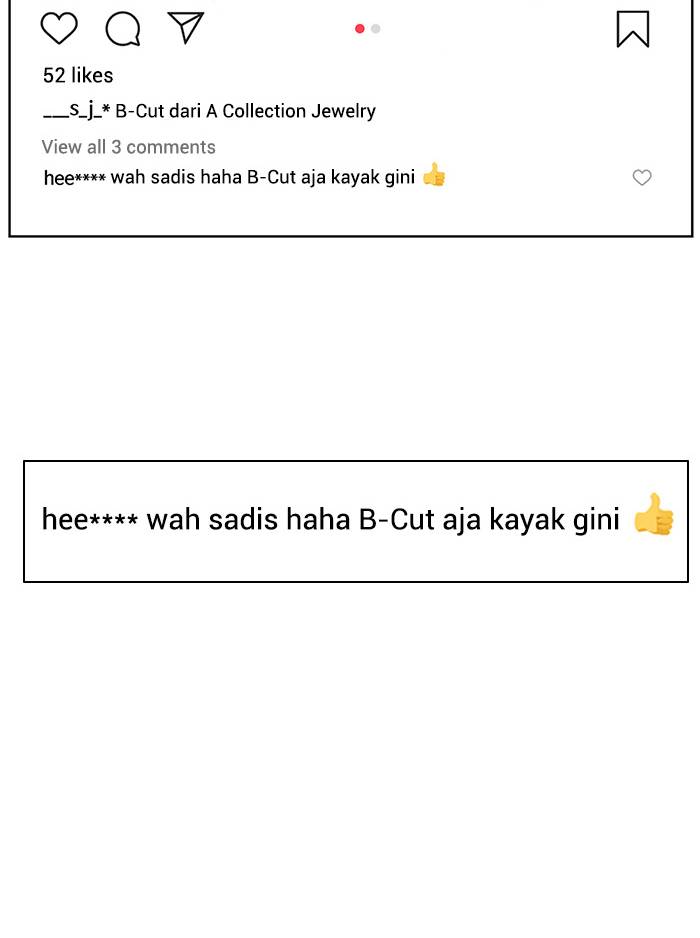 52 likes
___s_j_* B-Cut dari A Collection Jewelry
View all 3 comments
hee**** wah sadis haha B-Cut aja kayak gini 👍
hee**** wah sadis haha B-Cut aja kayak gini 👍